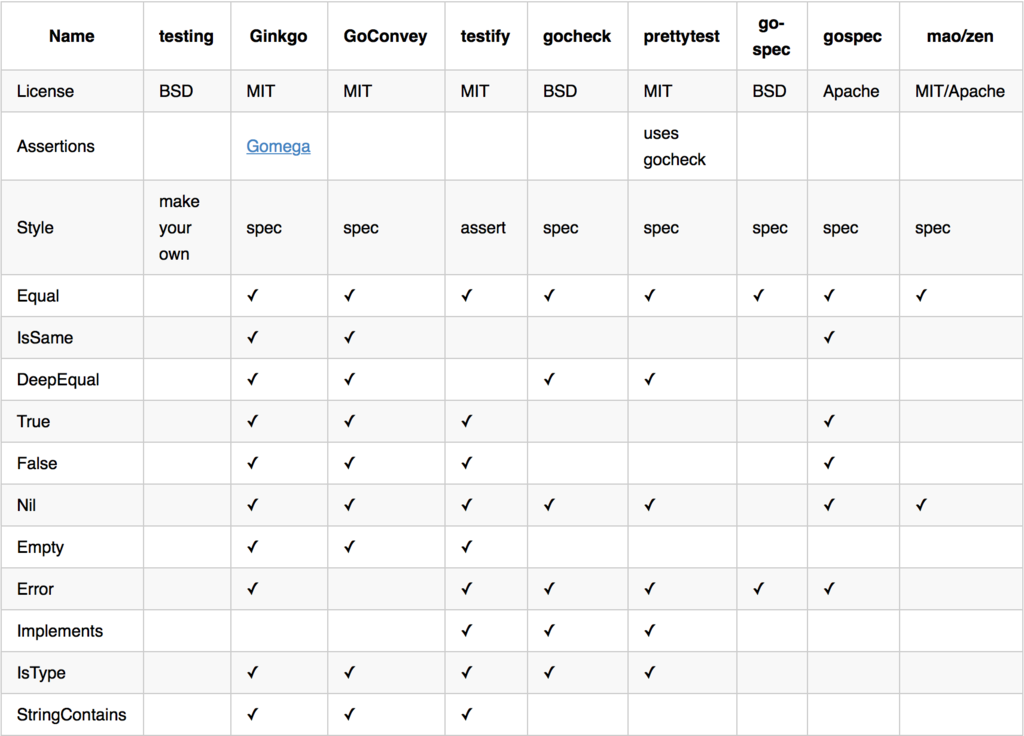 Name testing Ginkgo GoConvey testify gocheck prettytest go-spec gospec mao/zen
License BSD MIT MIT MIT BSD MIT BSD Apache MIT/Apache
Assertions Gomega uses gocheck
Style make your own spec spec assert spec spec spec spec spec
Equal ✓ ✓ ✓ ✓ ✓ ✓ ✓ ✓
IsSame ✓ ✓ ✓
DeepEqual ✓ ✓ ✓ ✓
True ✓ ✓ ✓ ✓
False ✓ ✓ ✓ ✓
Nil ✓ ✓ ✓ ✓ ✓ ✓ ✓
Empty ✓ ✓ ✓
Error ✓ ✓ ✓ ✓ ✓ ✓
Implements ✓ ✓ ✓
IsType ✓ ✓ ✓ ✓ ✓
StringContains ✓ ✓ ✓